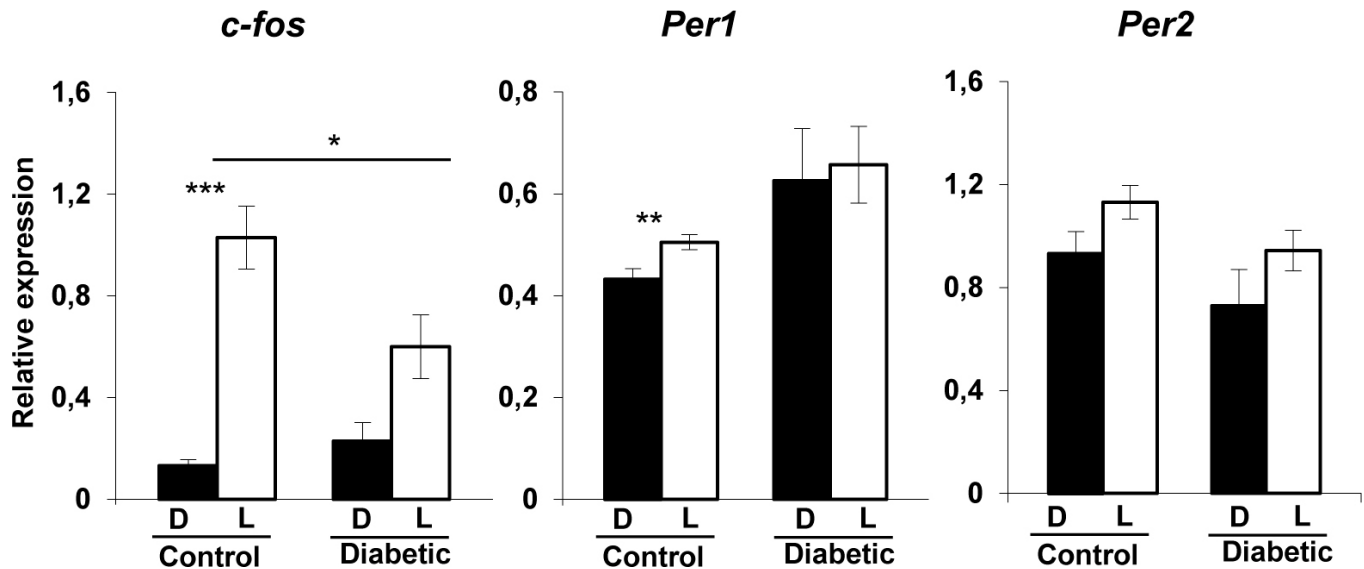 c-fos
Per1
Per2
Relative expression
1,6
1,2
0,8
0,4
0
***
*
D L D L
Control Diabetic
0,8
0,6
0,4
0,2
0
**
D L D L
Control Diabetic
1,6
1,2
0,8
0,4
0
D L D L
Control Diabetic